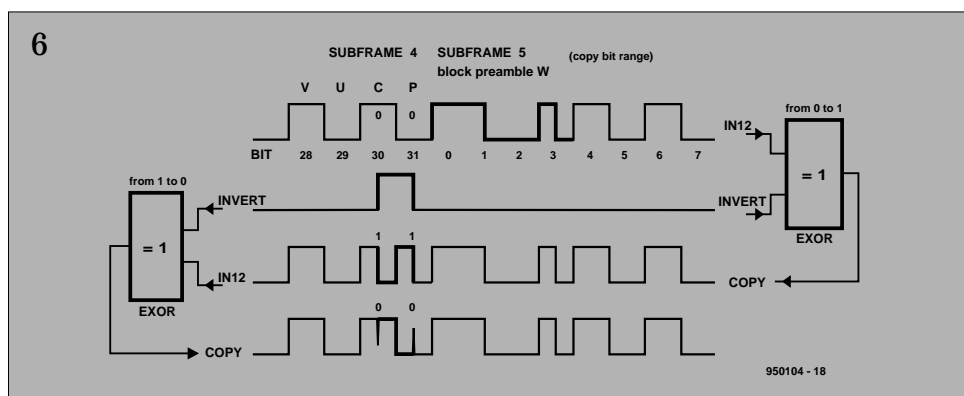 6
SUBFRAME 4 SUBFRAME 5 (copy bit range)
block preamble W
V U C P
0 0
BIT 28 29 30 31 0 1 2 3 4 5 6 7
IN12
from 0 to 1
= 1
INVERT
EXOR
from 1 to 0
= 1
INVERT
IN12
EXOR
1 1
COPY
0 0
COPY
950104 - 18